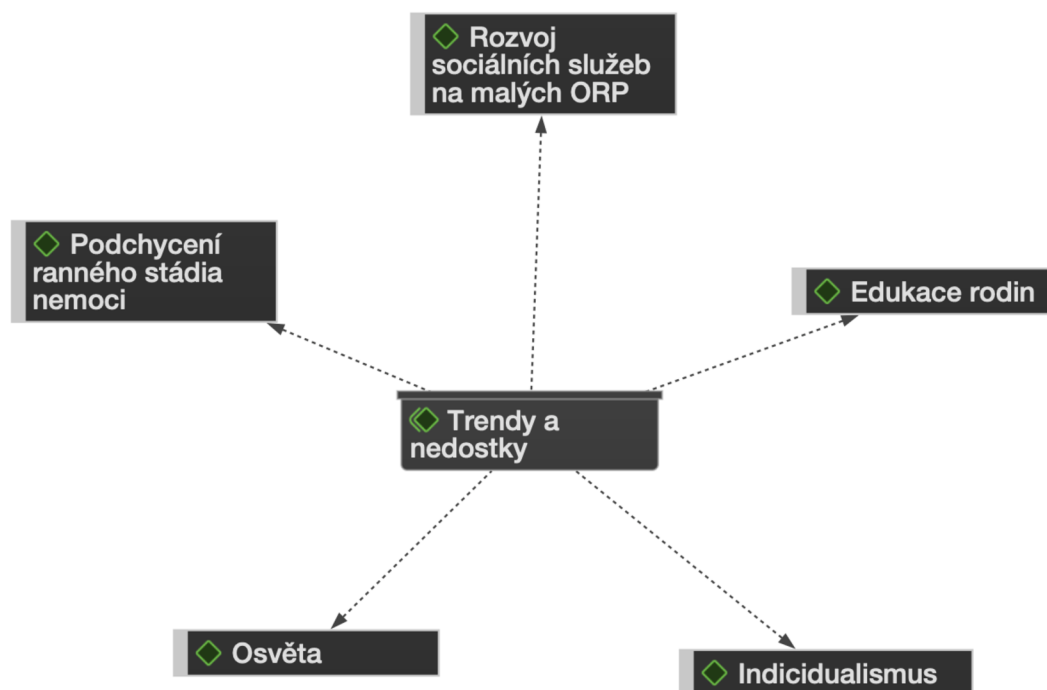 Rozvoj
sociálních služeb
na malých ORP
Podchycení
ranného stádia
nemoci
Edukace rodin
Trendy a
nedostky
Osvěta
Indicidualismus